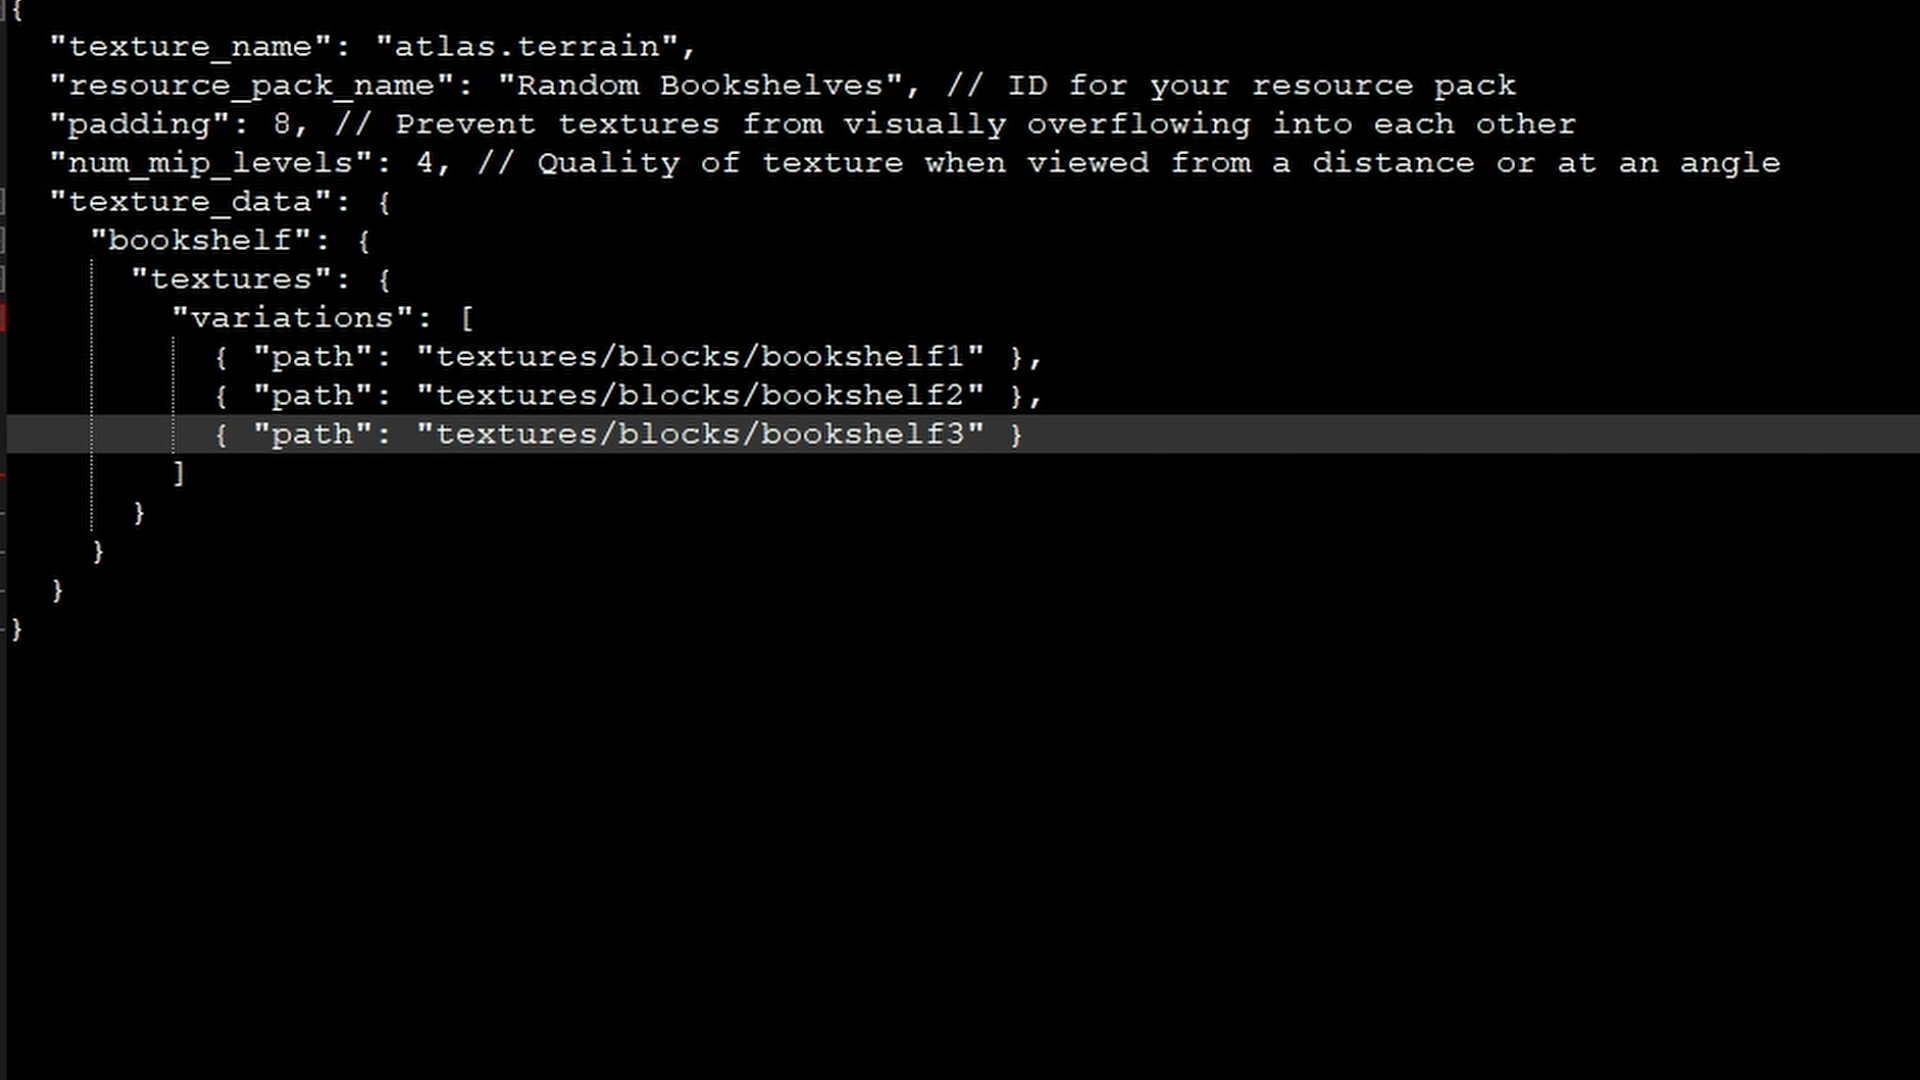 {
"texture_name": "atlas.terrain",
"resource_pack_name": "Random Bookshelves", // ID for your resource pack
"padding": 8, // Prevent textures from visually overflowing into each other
"num_mip_levels": 4, // Quality of texture when viewed from a distance or at an angle
"texture_data": {
"bookshelf": {
"textures": {
"variations": [
{ "path": "textures/blocks/bookshelf1" },
{ "path": "textures/blocks/bookshelf2" },
{ "path": "textures/blocks/bookshelf3" }
]
}
}
}
}